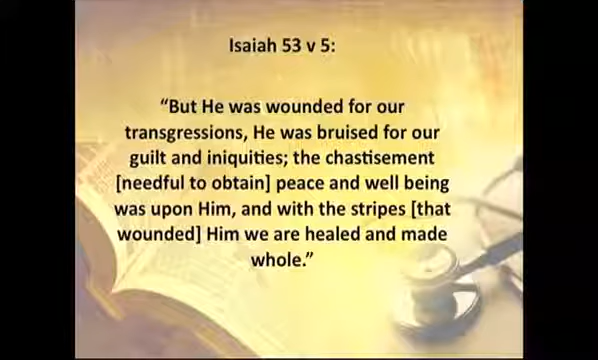 Isaiah 53 v 5:
“But He was wounded for our
transgressions, He was bruised for our
guilt and iniquities; the chastisement
[needful to obtain] peace and well being
was upon Him, and with the stripes [that
wounded] Him we are healed and made
whole.”